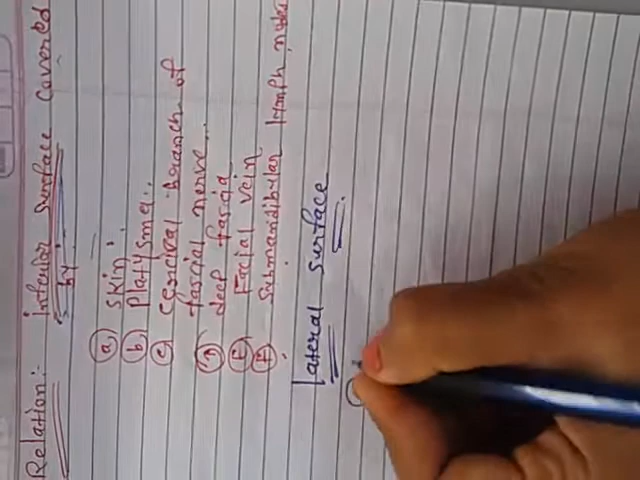 Relation:- Inferior surface covered
by
(a) skin.
(b) Platysma.
(c) cervical branch of
facial nerve...
(d) deep fascia
(E) Facial vein
(F) Submandibular lymph node
Lateral surface